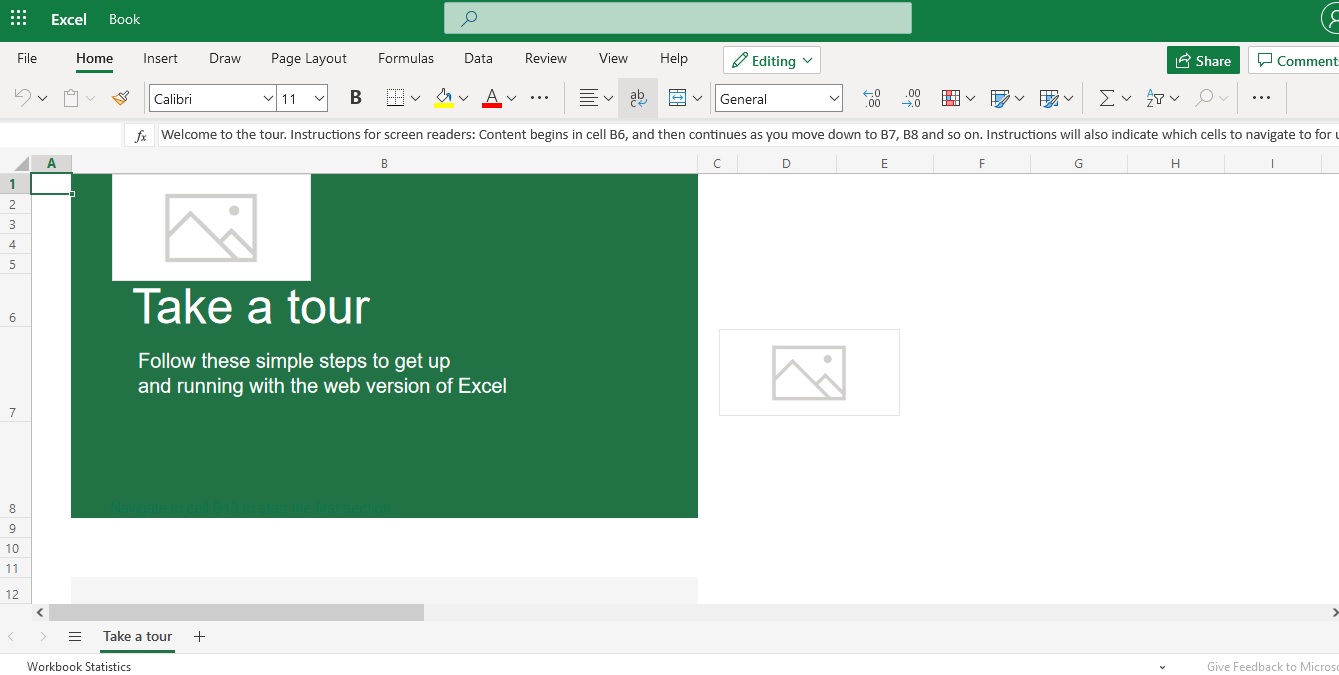 Excel Book
File Home Insert Draw Page Layout Formulas Data Review View Help Editing Share Comment
Calibri 11 B A ab c General
fx Welcome to the tour. Instructions for screen readers: Content begins in cell B6, and then continues as you move down to B7, B8 and so on. Instructions will also indicate which cells to navigate to for
A B C D E F G H I
1
2
3
4
5
6
Take a tour
Follow these simple steps to get up
and running with the web version of Excel
7
8
9
10
11
12
Take a tour
Workbook Statistics Give Feedback to